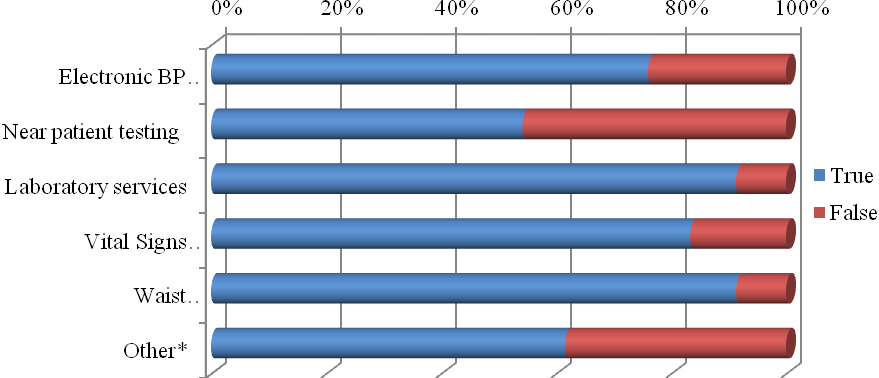 0% 20% 40% 60% 80% 100%
Electronic BP..
Near patient testing
Laboratory services
Vital Signs..
Waist..
Other*
True
False